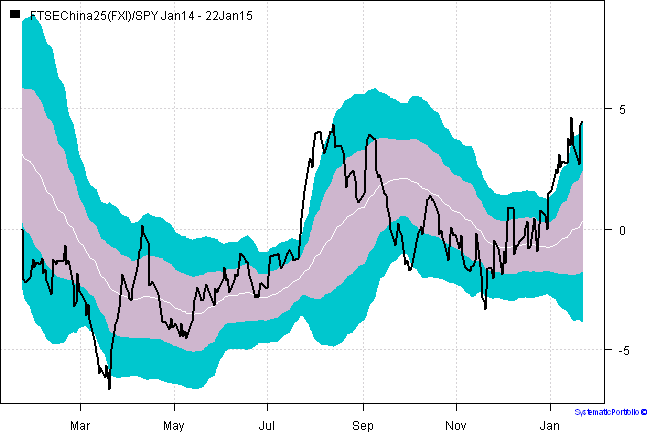 FTSEChina25(FXI)/SPY Jan14 - 22Jan15
5
0
-5
Mar May Jul Sep Nov Jan
SystematicPortfolio ©